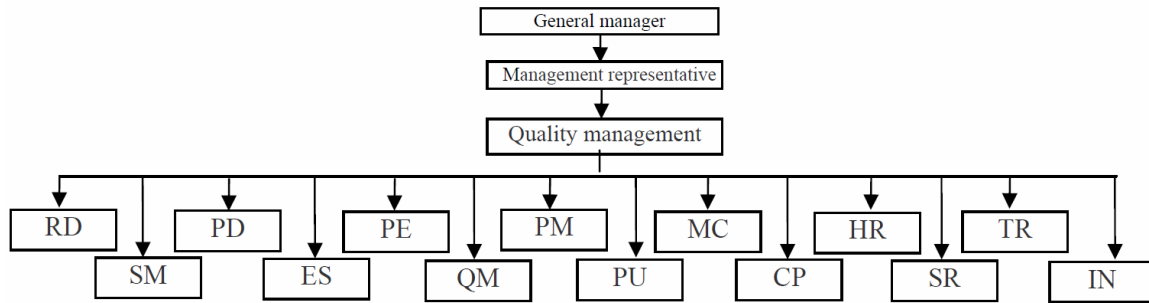 General manager
Management representative
Quality management
RD
PD
PE
PM
MC
HR
TR
SM
ES
QM
PU
CP
SR
IN